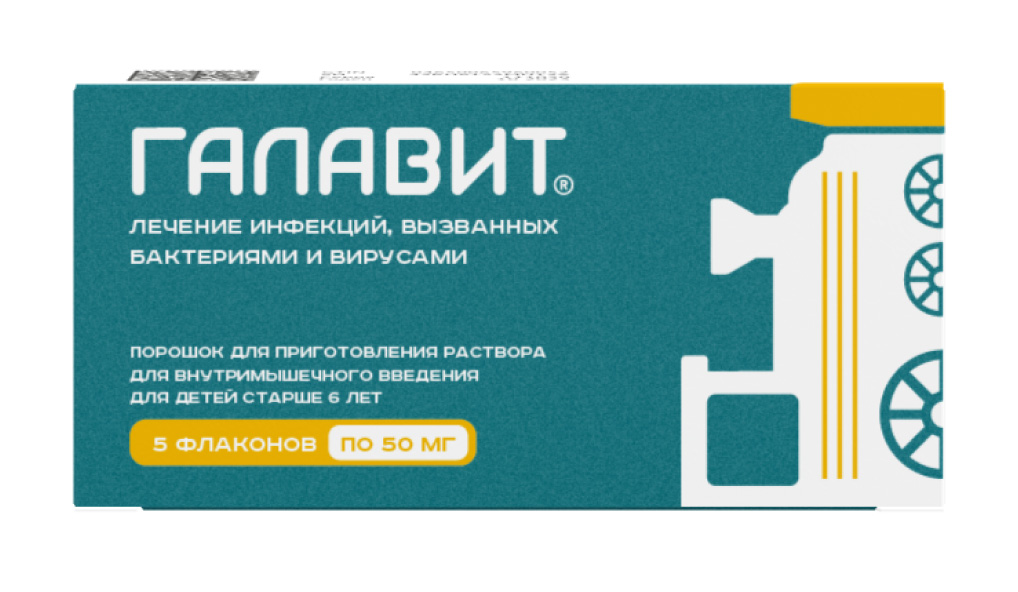 ГАЛАВИТ®
ЛЕЧЕНИЕ ИНФЕКЦИЙ, ВЫЗВАННЫХ
БАКТЕРИЯМИ И ВИРУСАМИ
ПОРОШОК ДЛЯ ПРИГОТОВЛЕНИЯ РАСТВОРА
ДЛЯ ВНУТРИМЫШЕЧНОГО ВВЕДЕНИЯ
ДЛЯ ДЕТЕЙ СТАРШЕ 6 ЛЕТ
5 ФЛАКОНОВ ПО 50 МГ